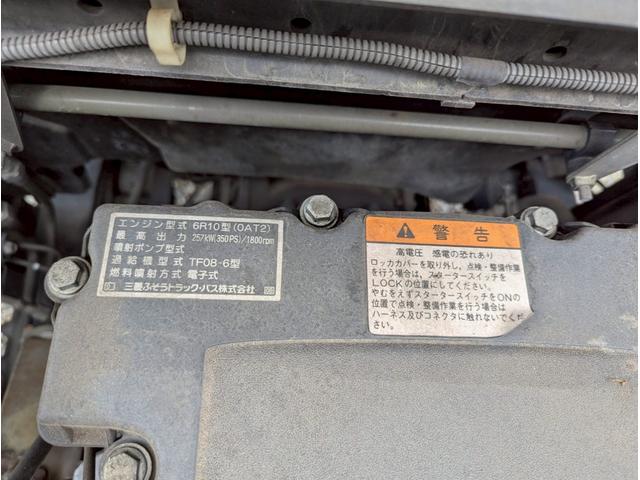 エンジン型式 6R10型(0AT2)
最高出力 257kW(350PS)/1800rpm
噴射ポンプ型式
過給機型式 TF08-6型
燃料噴射方式 電子式
三菱ふそうトラック・バス株式会社
警告
高電圧 感電の恐れあり
ロッカカバーを取り外し，点検・整備作業
を行う場合は，スタータースイッチを
LOCKの位置にしてください。
やむをえずスタータースイッチをONの
位置で点検・整備作業を行う場合は
ハーネス及びコネクタに触れないでくだ
さい。